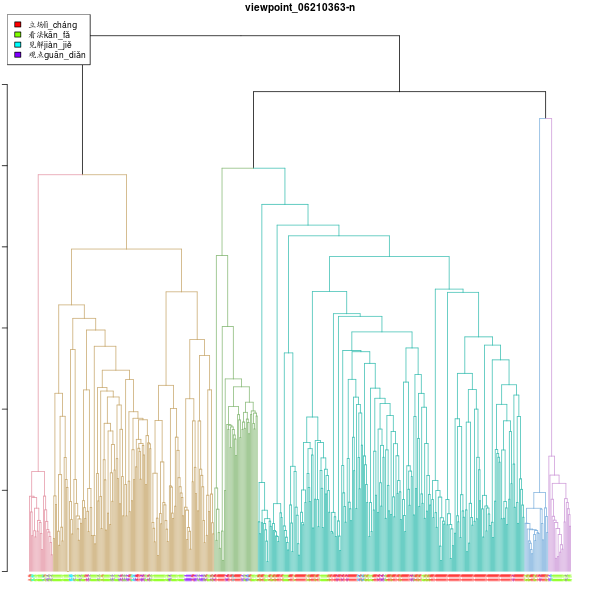 viewpoint_06210363-n
立场lì_chǎng
看法kàn_fǎ
见解jiàn_jiě
观点guān_diǎn